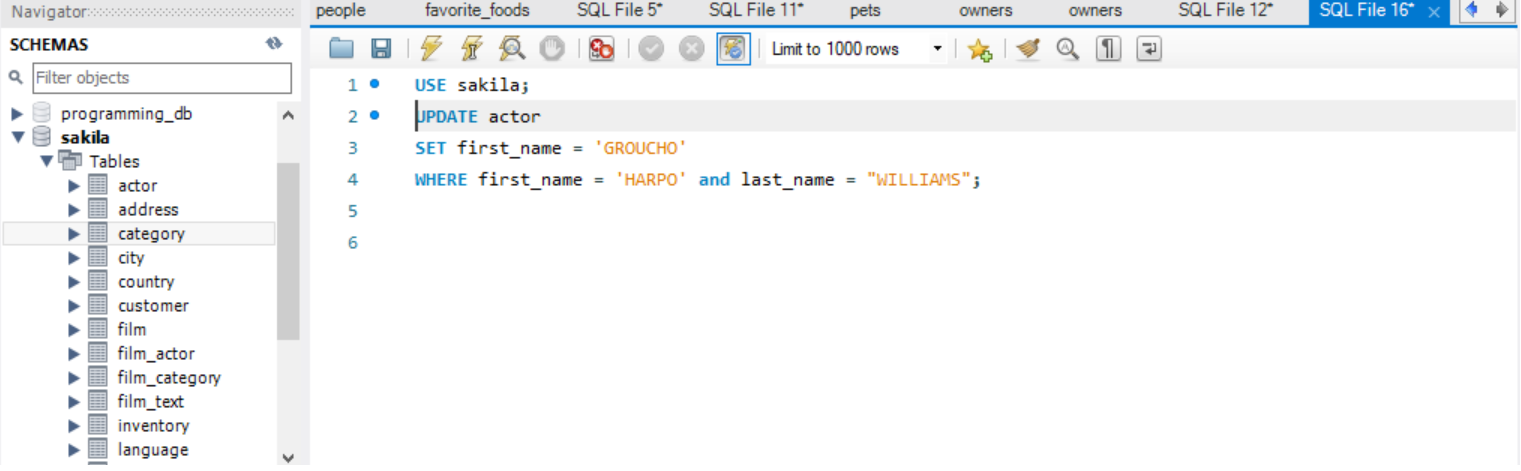 Navigator
people favorite_foods SQL File 5* SQL File 11* pets owners owners SQL File 12* SQL File 16*
SCHEMAS
Limit to 1000 rows
Filter objects
programming_db
sakila
Tables
actor
address
category
city
country
customer
film
film_actor
film_category
film_text
inventory
language
1 USE sakila;
2 UPDATE actor
3 SET first_name = 'GROUCHO'
4 WHERE first_name = 'HARPO' and last_name = "WILLIAMS";
5
6